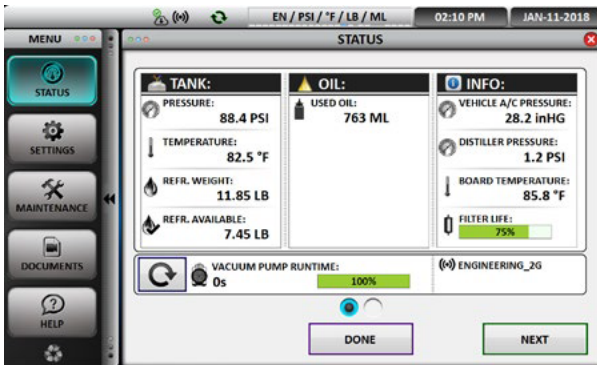 EN / PSI / °F / LB / ML
02:10 PM
JAN-11-2018
MENU
STATUS
STATUS
SETTINGS
MAINTENANCE
DOCUMENTS
HELP
TANK:
PRESSURE:
88.4 PSI
TEMPERATURE:
82.5 °F
REFR. WEIGHT:
11.85 LB
REFR. AVAILABLE:
7.45 LB
OIL:
USED OIL:
763 ML
INFO:
VEHICLE A/C PRESSURE:
28.2 inHG
DISTILLER PRESSURE:
1.2 PSI
BOARD TEMPERATURE:
85.8 °F
FILTER LIFE:
75%
VACUUM PUMP RUNTIME:
0s
100%
ENGINEERING_2G
DONE
NEXT